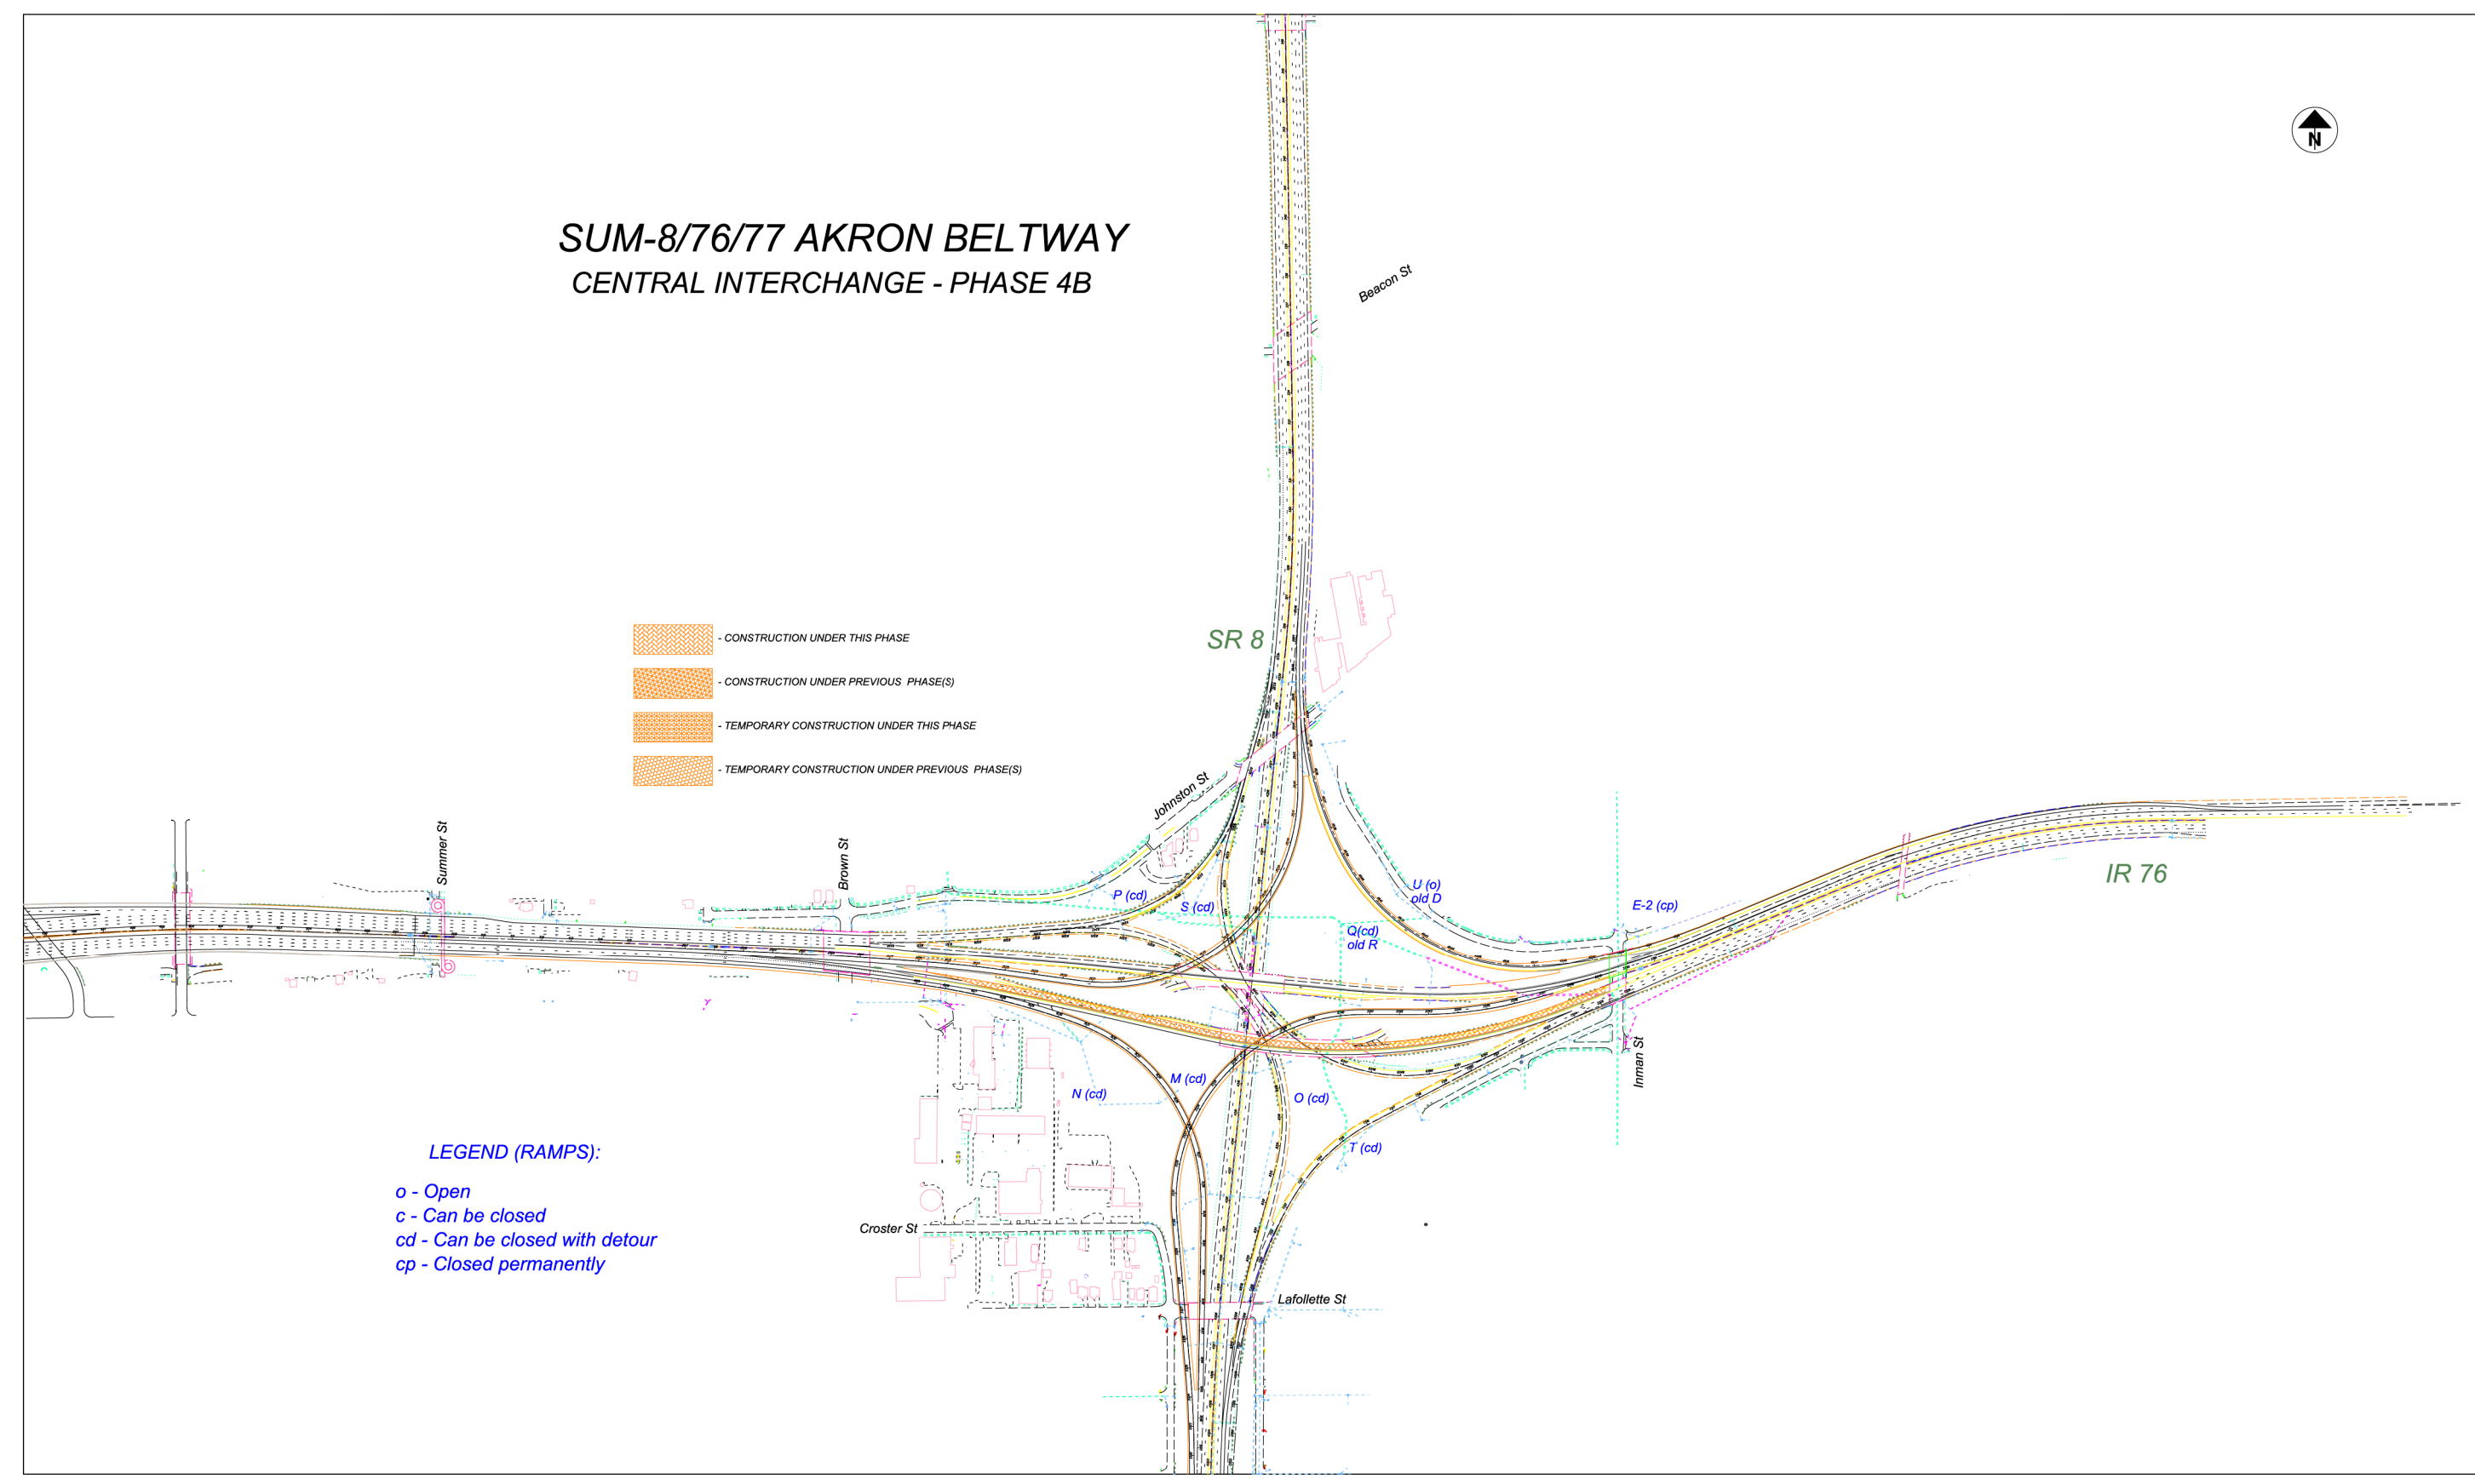 N
SUM-8/76/77 AKRON BELTWAY
CENTRAL INTERCHANGE - PHASE 4B
Beacon St
SR 8
- CONSTRUCTION UNDER THIS PHASE
- CONSTRUCTION UNDER PREVIOUS PHASE(S)
- TEMPORARY CONSTRUCTION UNDER THIS PHASE
- TEMPORARY CONSTRUCTION UNDER PREVIOUS PHASE(S)
Johnston St
Summer St
Brown St
IR 76
P (cd)
S (cd)
U (o)
old D
E-2 (cp)
Q(cd)
old R
Inman St
N (cd)
M (cd)
O (cd)
T (cd)
LEGEND (RAMPS):
o - Open
c - Can be closed
cd - Can be closed with detour
cp - Closed permanently
Croster St
Lafollette St